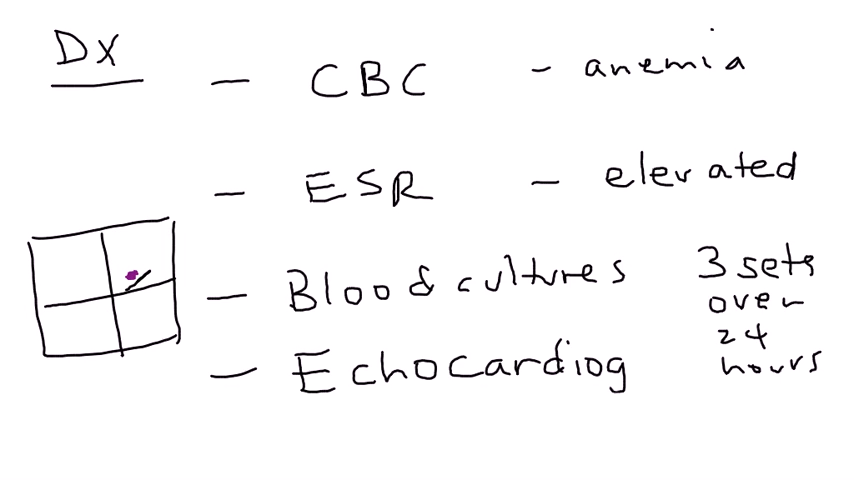 Dx
- CBC - anemia
- ESR - elevated
- Blood cultures 3 sets
over
24
hours
- Echocardiog